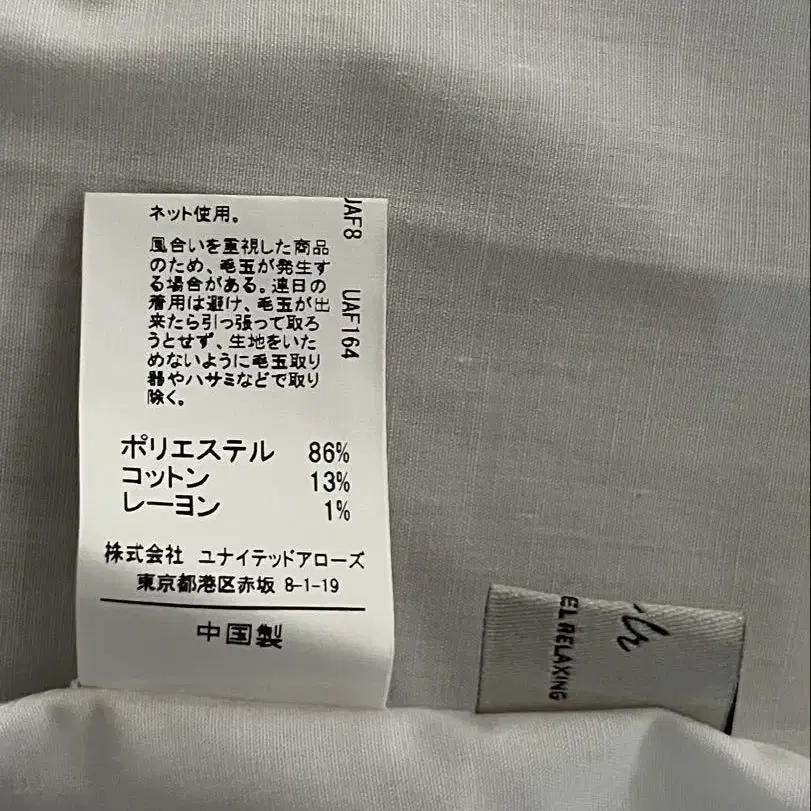 ネット使用。
風合いを重視した商品
のため、毛玉が発生す
る場合がある。連日の
着用は避け、毛玉が出
来たら引っ張って取ろ
うとせず、生地をいた
めないように毛玉取り
器やハサミなどで取り
除く。
UAF8 UAF164
ポリエステル 86%
コットン 13%
レーヨン 1%
株式会社 ユナイテッドアローズ
東京都港区赤坂 8-1-19
中国製
EL RELAXING